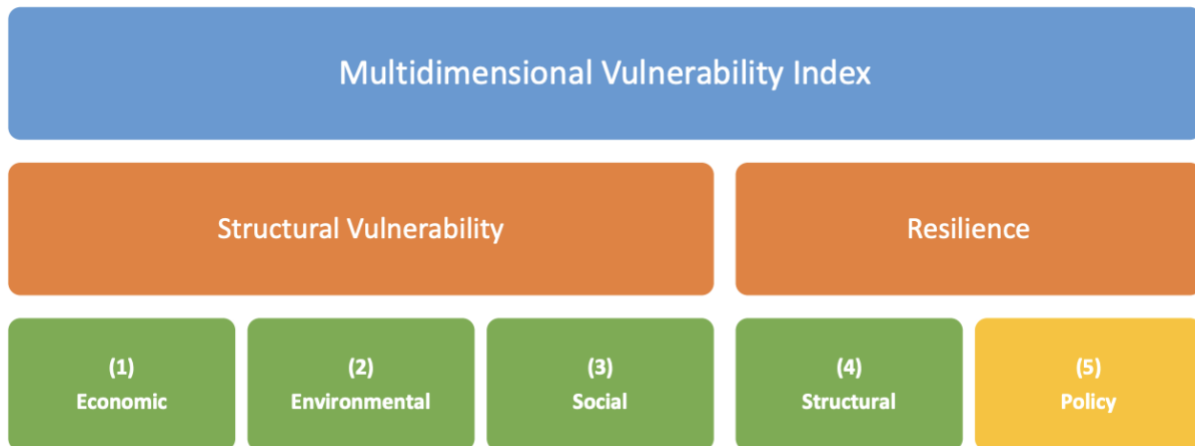 Multidimensional Vulnerability Index
Structural Vulnerability
Resilience
(1)
Economic
(2)
Environmental
(3)
Social
(4)
Structural
(5)
Policy